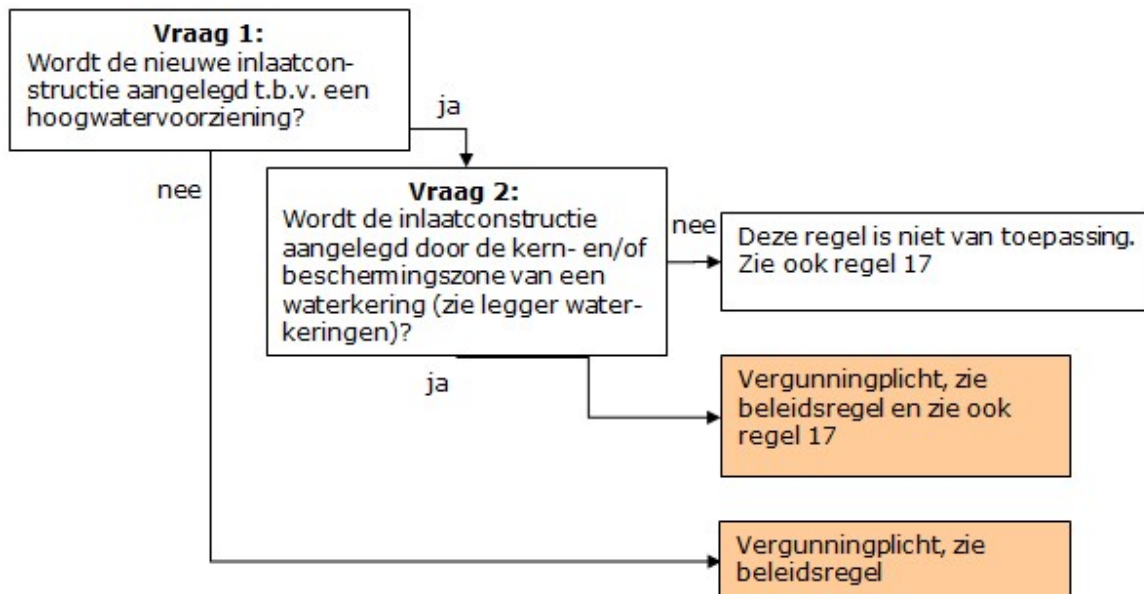 Vraag 1:
Wordt de nieuwe inlaatcon-
structie aangelegd t.b.v. een
hoogwatervoorziening?
ja
nee
Vraag 2:
Wordt de inlaatconstructie
aangelegd door de kern- en/of
beschermingszone van een
waterkering (zie legger water-
keringen)?
nee
Deze regel is niet van toepassing.
Zie ook regel 17
ja
Vergunningplicht, zie
beleidsregel en zie ook
regel 17
Vergunningplicht, zie
beleidsregel